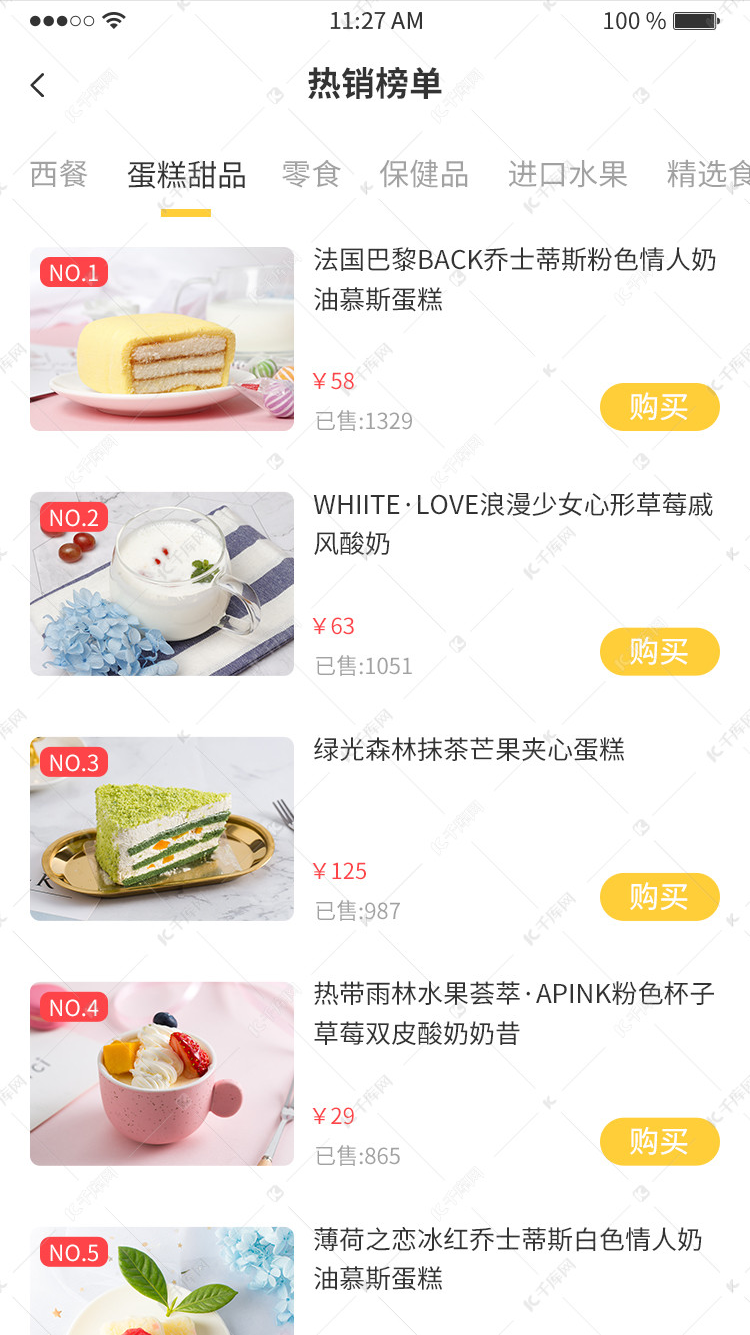 11:27 AM
100 %
热销榜单
西餐 蛋糕甜品 零食 保健品 进口水果 精选食
NO.1
法国巴黎BACK乔士蒂斯粉色情人奶
油慕斯蛋糕
￥58
已售:1329
购买
NO.2
WHIITE·LOVE浪漫少女心形草莓戚
风酸奶
￥63
已售:1051
购买
NO.3
绿光森林抹茶芒果夹心蛋糕
￥125
已售:987
购买
NO.4
热带雨林水果荟萃·APINK粉色杯子
草莓双皮酸奶奶昔
￥29
已售:865
购买
NO.5
薄荷之恋冰红乔士蒂斯白色情人奶
油慕斯蛋糕
千库网